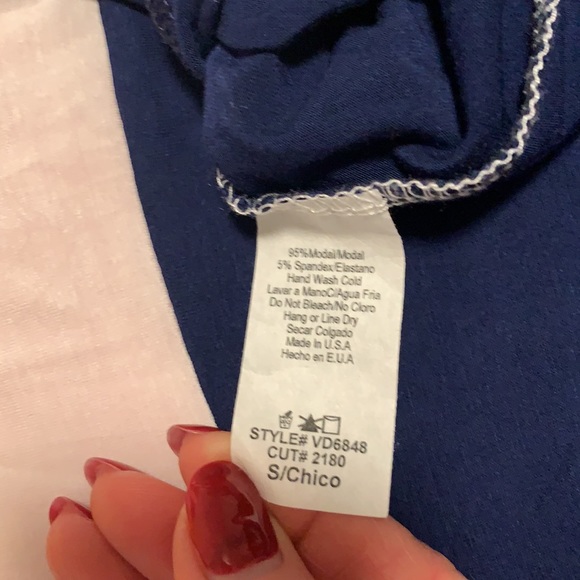 95%Modal/Modal
5% Spandex/Elastano
Hand Wash Cold
Lavar a ManoC/Agua Fria
Do Not Bleach/No Cloro
Hang or Line Dry
Secar Colgado
Made In U.S.A
Hecho en E.U.A
STYLE# VD6848
CUT# 2180
S/Chico